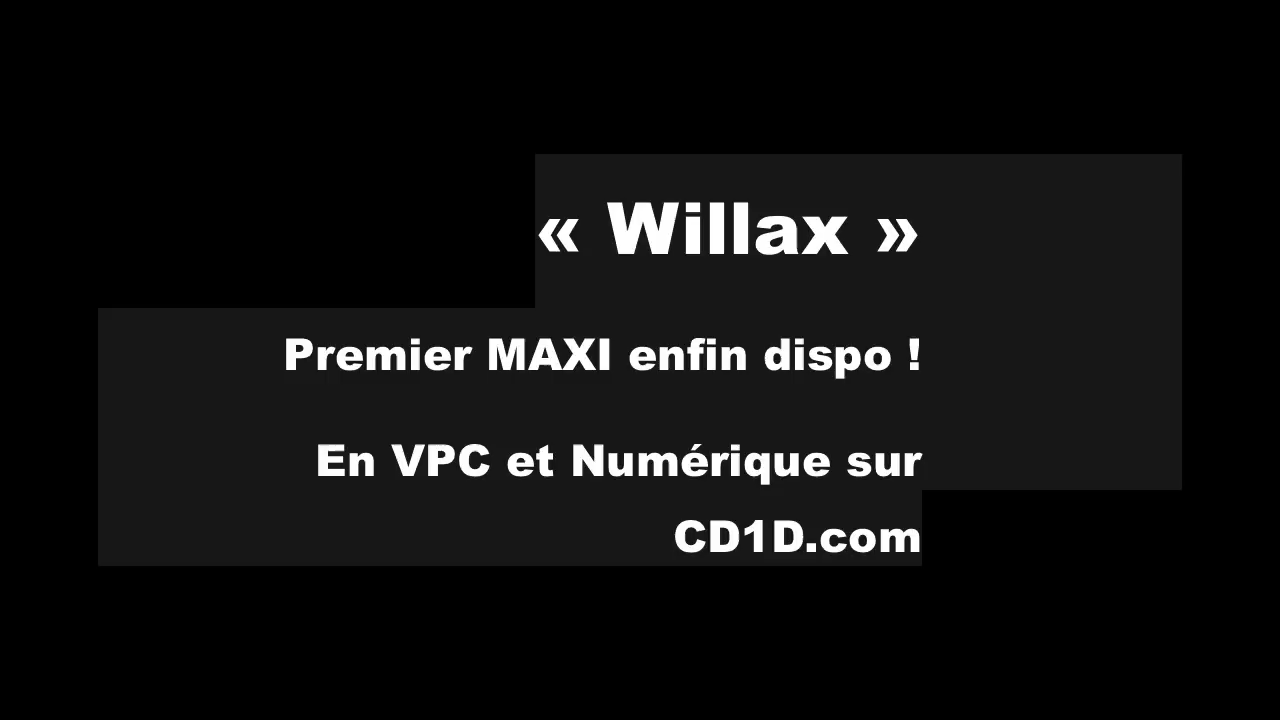 « Willax »
Premier MAXI enfin dispo !
En VPC et Numérique sur
CD1D.com